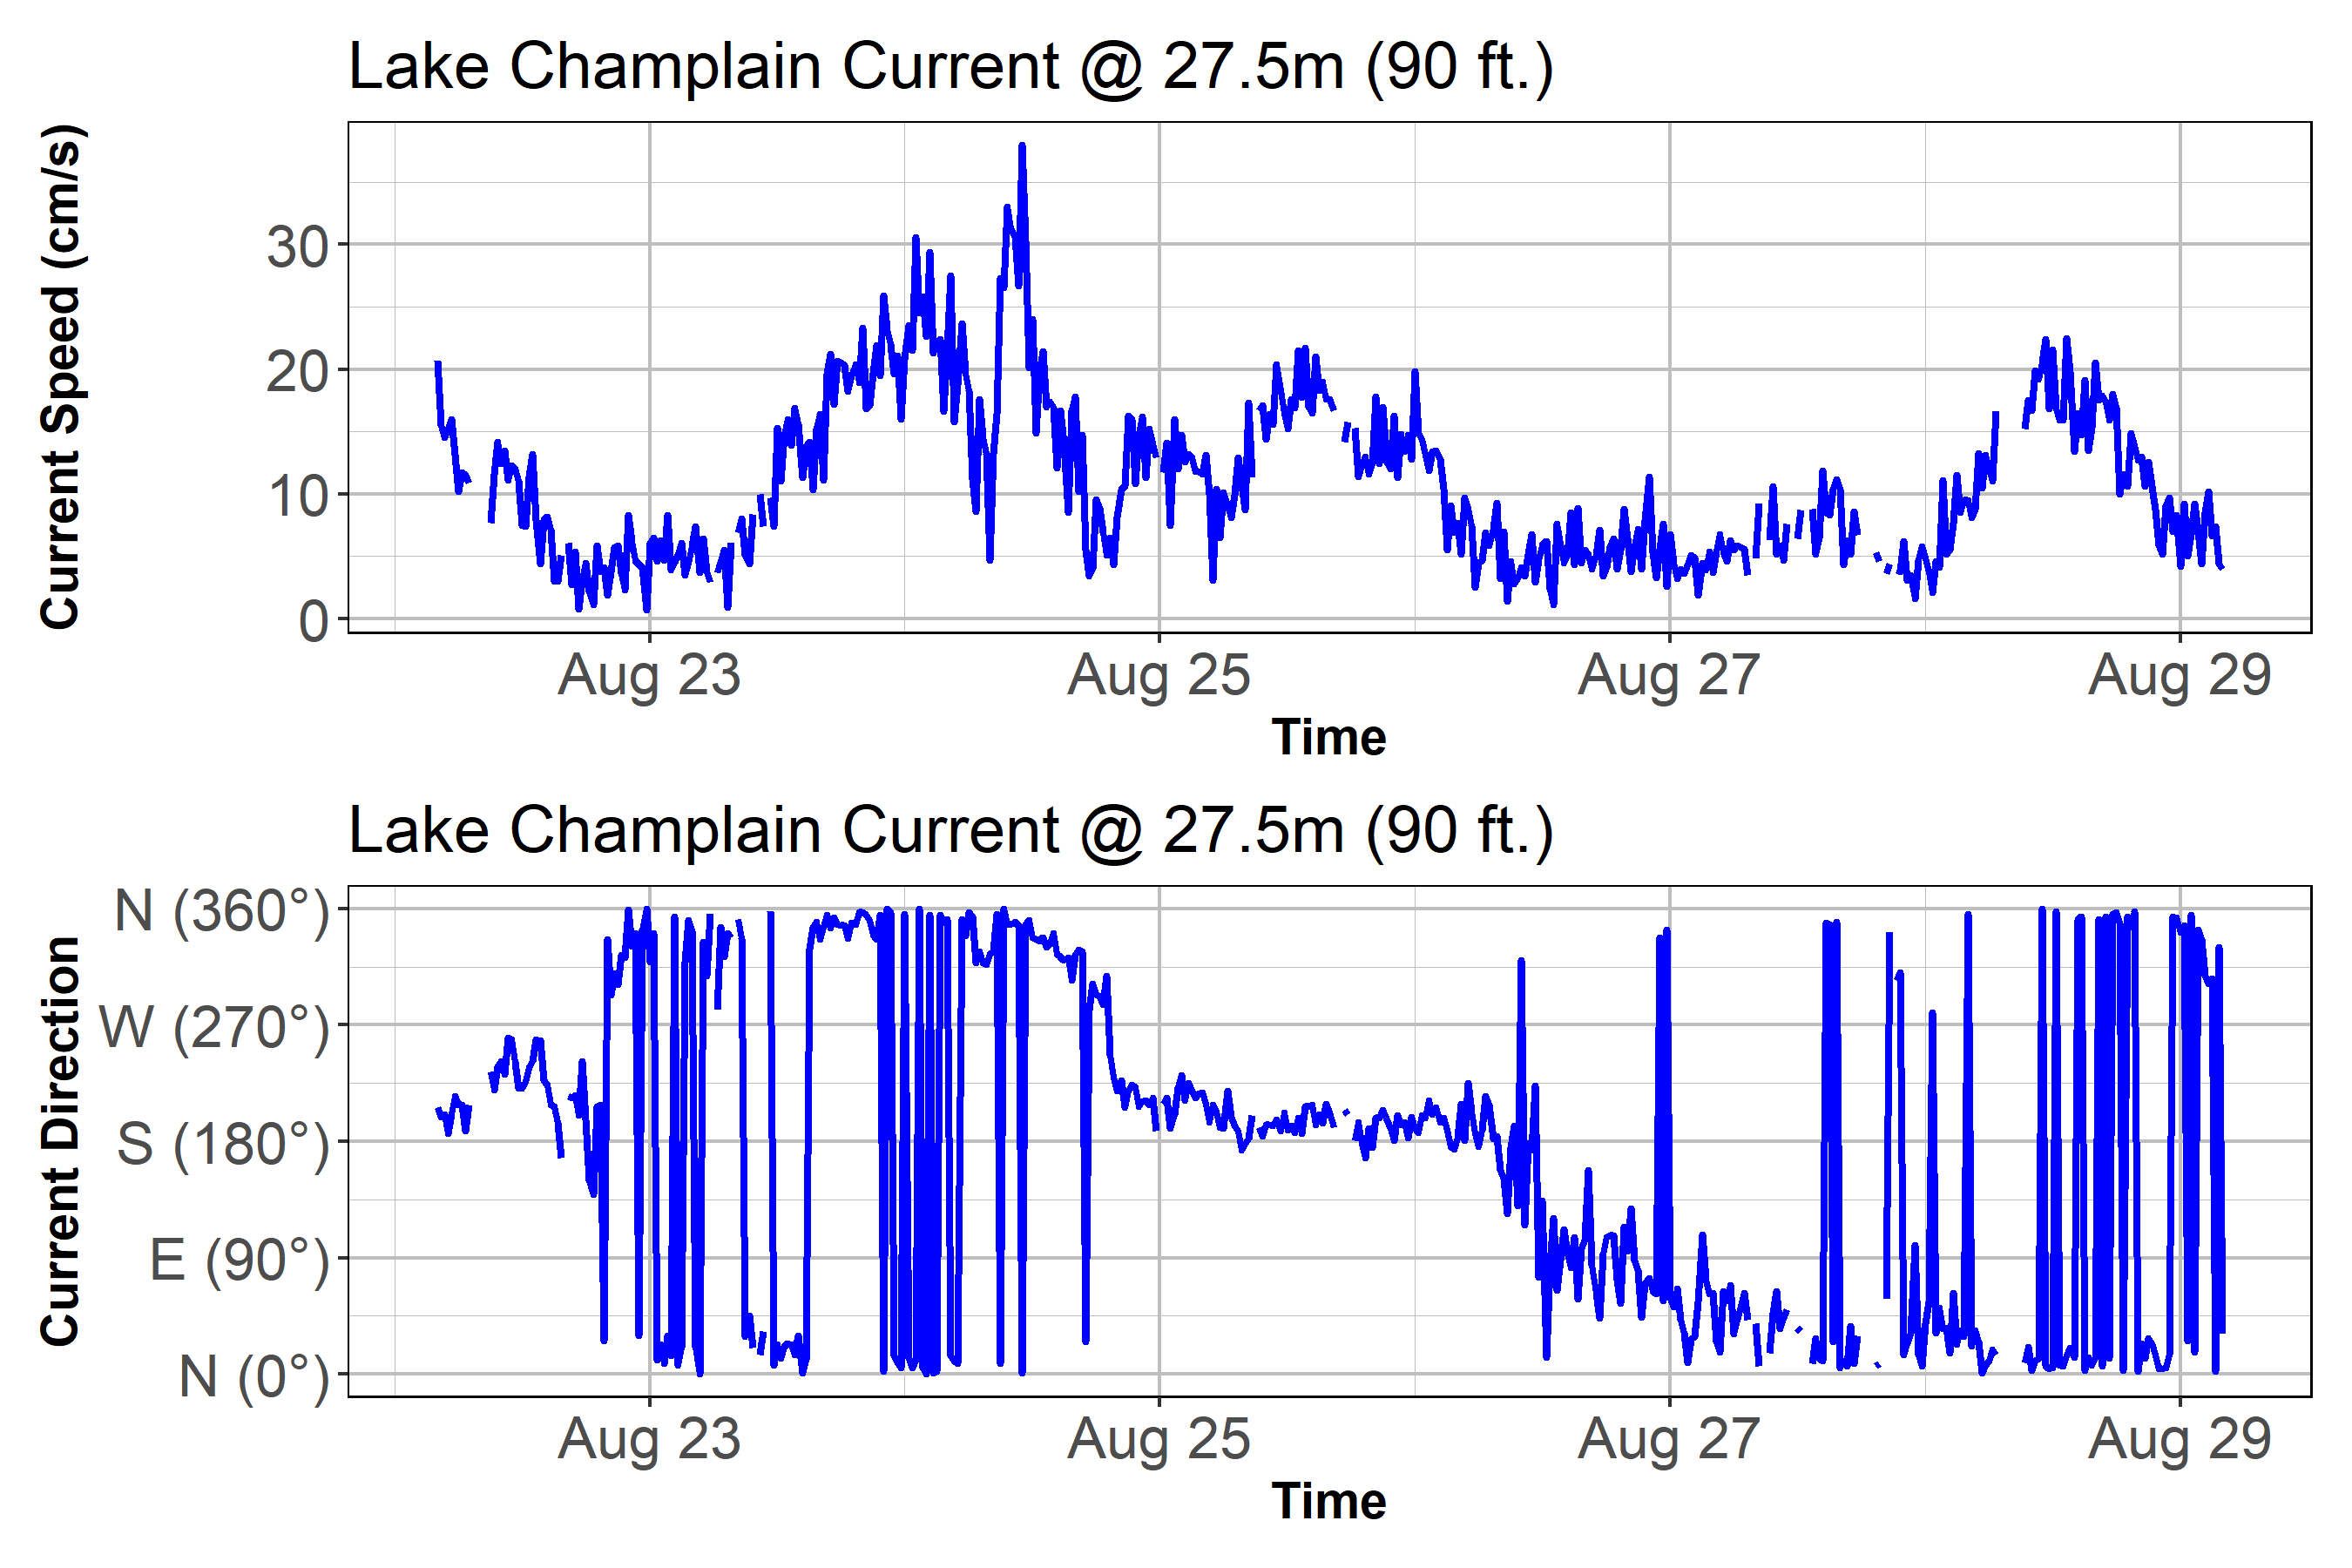 Lake Champlain Current @ 27.5m (90 ft.)
Current Speed (cm/s)
30
20
10
0
Aug 23 Aug 25 Aug 27 Aug 29
Time
Lake Champlain Current @ 27.5m (90 ft.)
Current Direction
N (360°)
W (270°)
S (180°)
E (90°)
N (0°)
Aug 23 Aug 25 Aug 27 Aug 29
Time